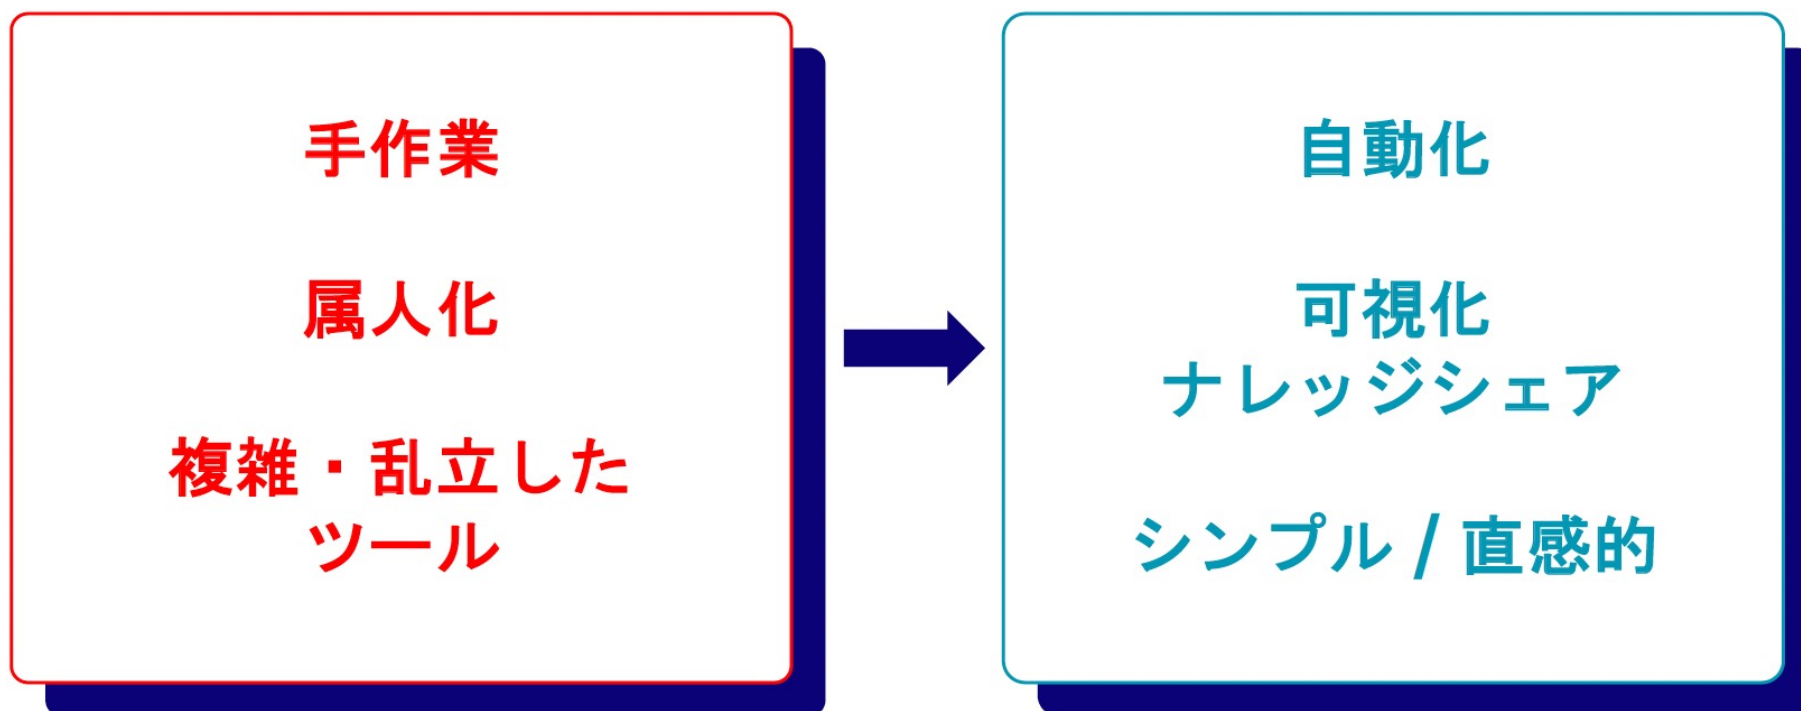 手作業
属人化
複雑・乱立した
ツール
自動化
可視化
ナレッジシェア
シンプル / 直感的